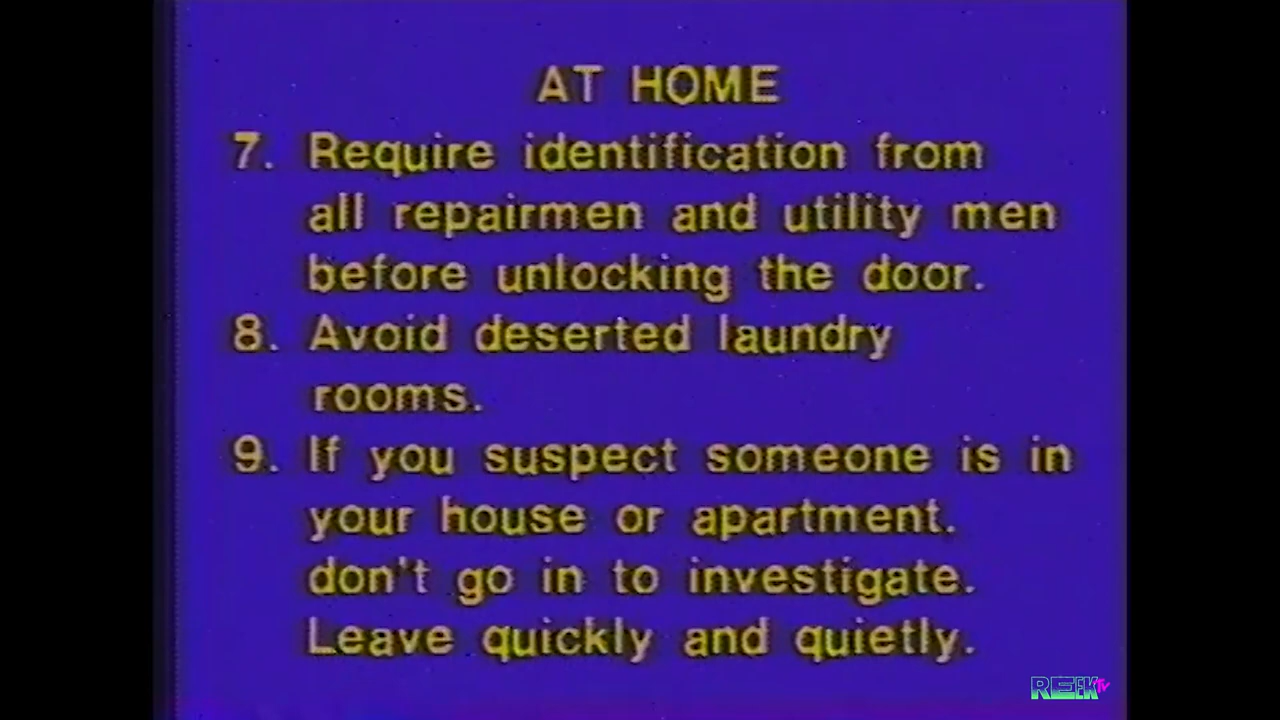 AT HOME
7. Require identification from
all repairmen and utility men
before unlocking the door.
8. Avoid deserted laundry
rooms.
9. If you suspect someone is in
your house or apartment.
don't go in to investigate.
Leave quickly and quietly.
REEK TV